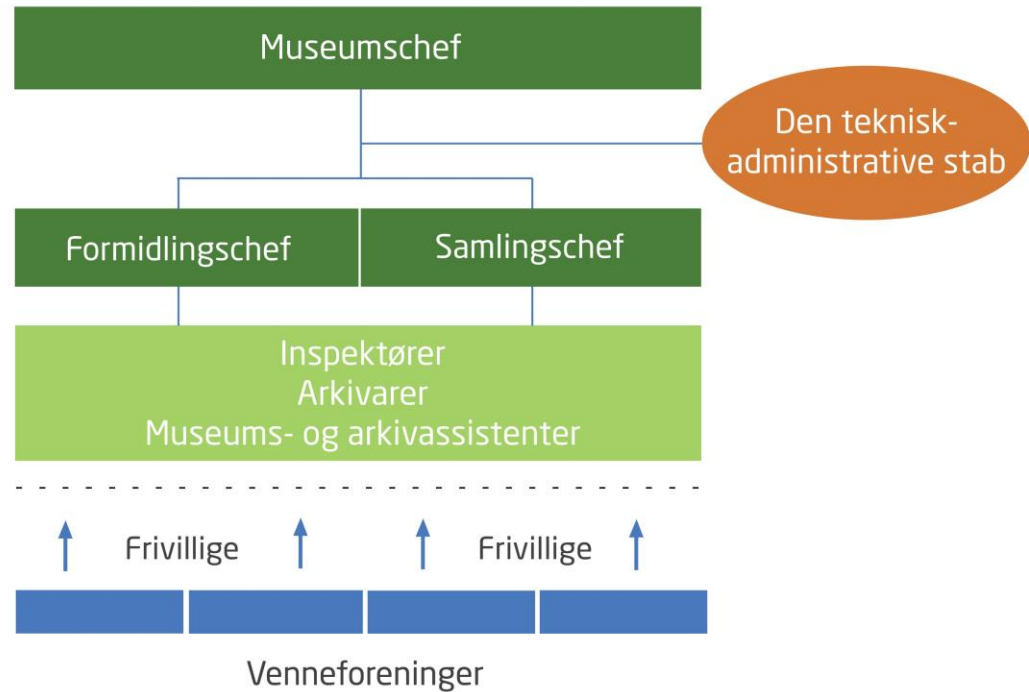 Museumschef
Den teknisk-
administrative stab
Formidlingschef
Samlingschef
Inspektører
Arkivarer
Museums- og arkivassistenter
Frivillige
Frivillige
Venneforeninger